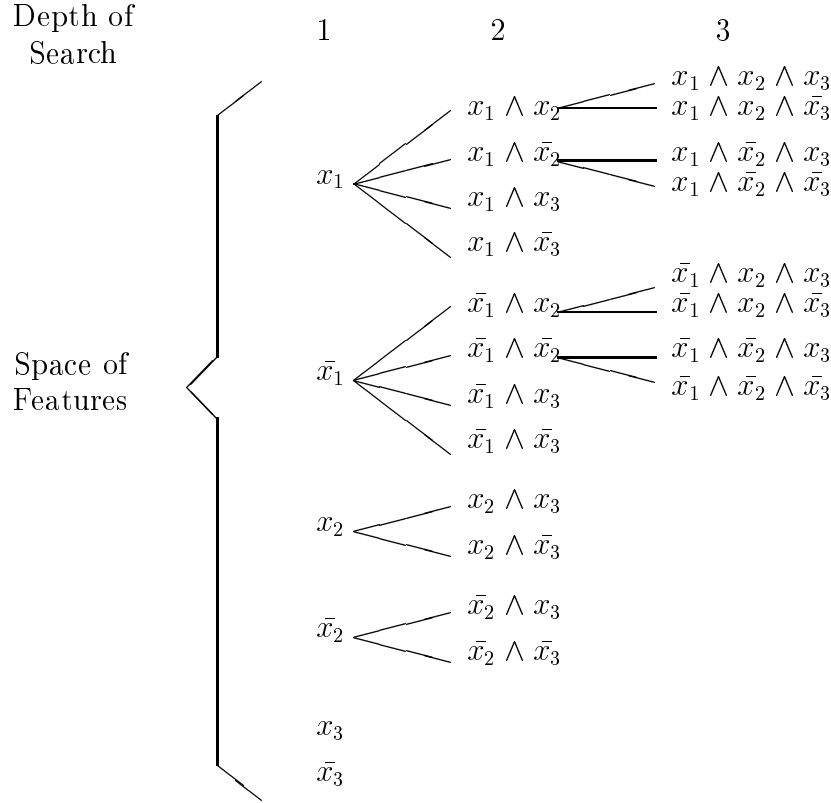 Depth of
Search
1
2
3
Space of
Features
x₁
x₁ ∧ x₂
x₁ ∧ x₂ ∧ x₃
x₁ ∧ x₂ ∧ x̄₃
x₁ ∧ x̄₂
x₁ ∧ x̄₂ ∧ x₃
x₁ ∧ x̄₂ ∧ x̄₃
x₁ ∧ x₃
x₁ ∧ x̄₃
x̄₁
x̄₁ ∧ x₂
x̄₁ ∧ x₂ ∧ x₃
x̄₁ ∧ x₂ ∧ x̄₃
x̄₁ ∧ x̄₂
x̄₁ ∧ x̄₂ ∧ x₃
x̄₁ ∧ x̄₂ ∧ x̄₃
x̄₁ ∧ x₃
x̄₁ ∧ x̄₃
x₂
x₂ ∧ x₃
x₂ ∧ x̄₃
x̄₂
x̄₂ ∧ x₃
x̄₂ ∧ x̄₃
x₃
x̄₃